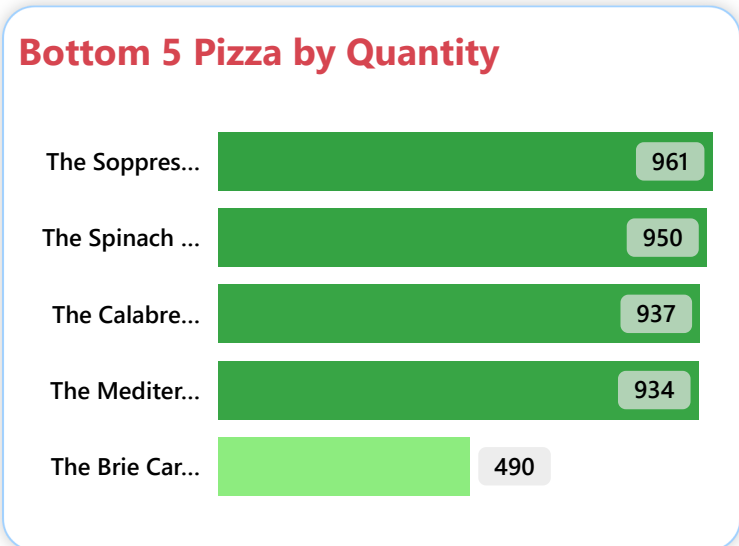 Bottom 5 Pizza by Quantity
The Soppres... 961
The Spinach ... 950
The Calabre... 937
The Mediter... 934
The Brie Car... 490